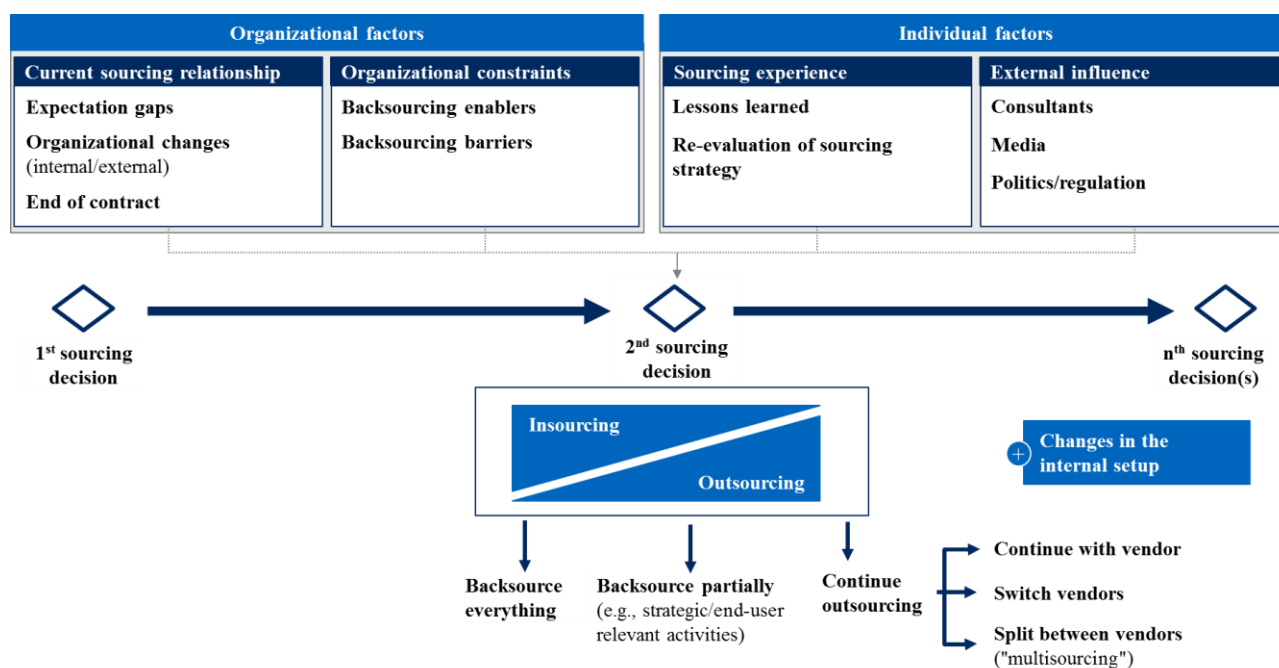 Organizational factors
Individual factors
Current sourcing relationship
Expectation gaps
Organizational changes
(internal/external)
End of contract
Organizational constraints
Backsourcing enablers
Backsourcing barriers
Sourcing experience
Lessons learned
Re-evaluation of sourcing
strategy
External influence
Consultants
Media
Politics/regulation
1st sourcing
decision
2nd sourcing
decision
nth sourcing
decision(s)
Insourcing
Outsourcing
+
Changes in the
internal setup
Backsource
everything
Backsource partially
(e.g., strategic/end-user
relevant activities)
Continue
outsourcing
Continue with vendor
Switch vendors
Split between vendors
("multisourcing")